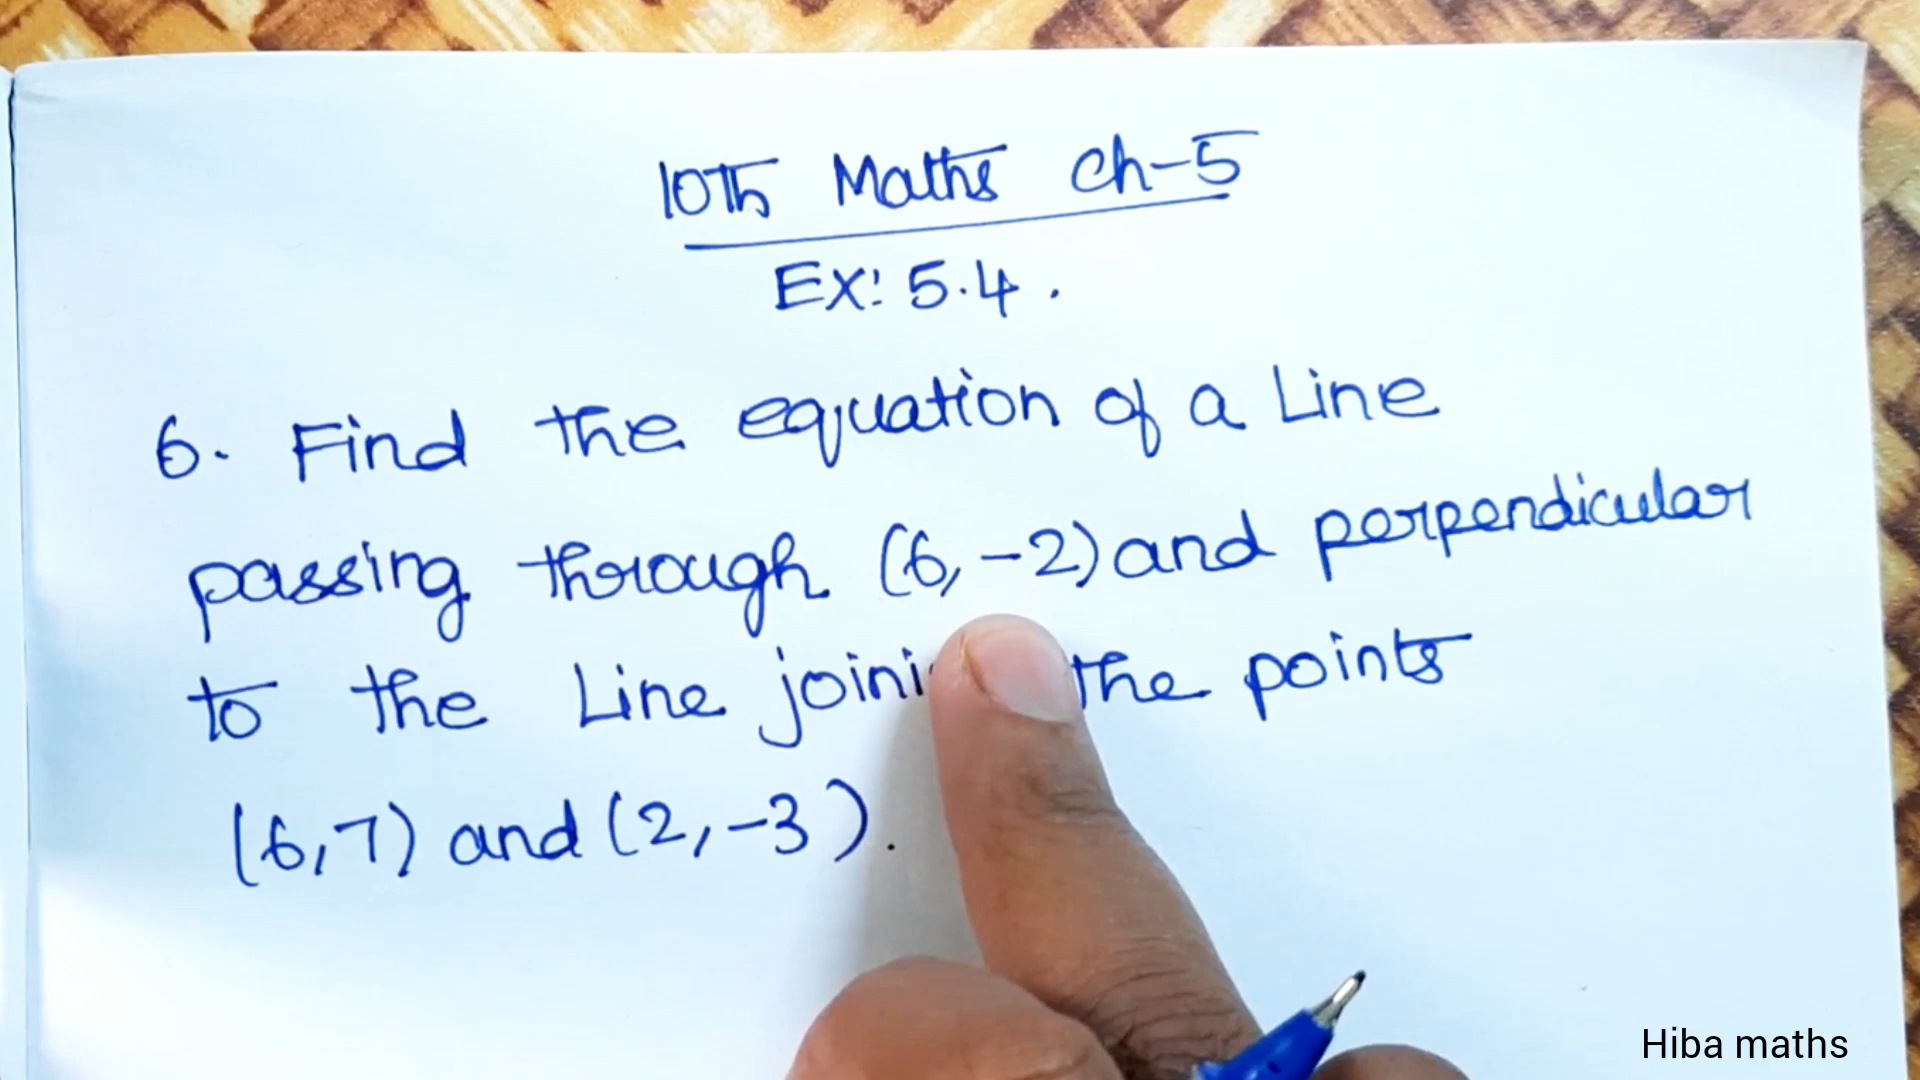 10Th Maths Ch-5
EX: 5.4.
6. Find the equation of a Line
passing through (6,-2) and perpendicular
to the Line the points
(6,7) and (2,-3).
Hiba maths